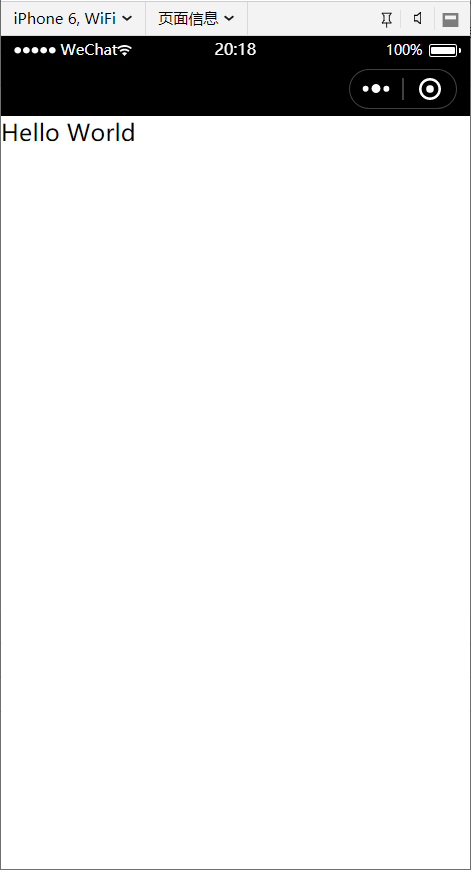 iPhone 6, WiFi 页面信息
WeChat 20:18 100%
Hello World